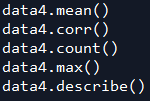 data4.mean()
data4.corr()
data4.count()
data4.max()
data4.describe()